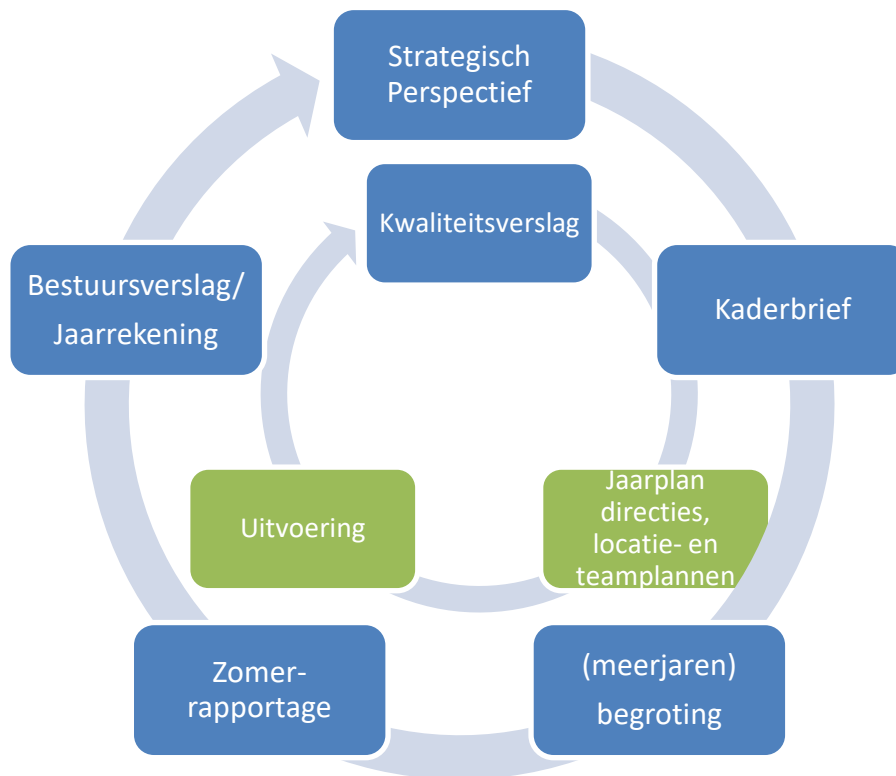 Strategisch
Perspectief
Kwaliteitsverslag
Bestuursverslag/
Jaarrekening
Kaderbrief
Uitvoering
Jaarplan
directies,
locatie- en
teamplannen
Zomer-
rapportage
(meerjaren)
begroting